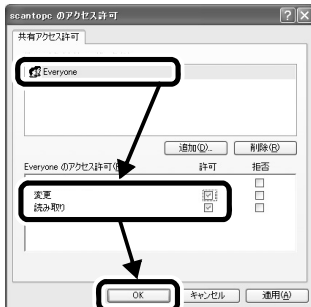 scantopc のアクセス許可
共有アクセス許可
Everyone
追加(D)... 削除(R)
Everyone のアクセス許可(P) 許可 拒否
変更
読み取り
OK キャンセル 適用(A)